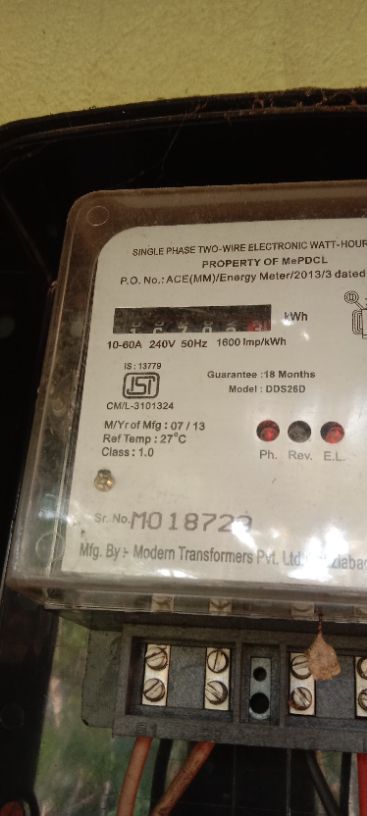 SINGLE PHASE TWO-WIRE ELECTRONIC WATT-HOUR
PROPERTY OF MePDCL
P.O. No.: ACE(MM)/Energy Meter/2013/3 dated
kWh
10-60A 240V 50Hz 1600 Imp/kWh
IS : 13779
ISI
CM/L-3101324
Guarantee :18 Months
Model : DDS26D
M/Yr of Mfg : 07 / 13
Ref Temp : 27°C
Class : 1.0
Ph. Rev. E.L.
Sr. No. MO18729
Mfg. By :- Modern Transformers Pvt. Ltd.